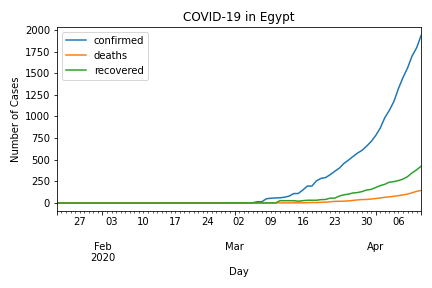 COVID-19 in Egypt
confirmed
deaths
recovered
Number of Cases
2000
1750
1500
1250
1000
750
500
250
0
27 03 10 17 24 02 09 16 23 30 06
Feb Mar Apr
2020
Day